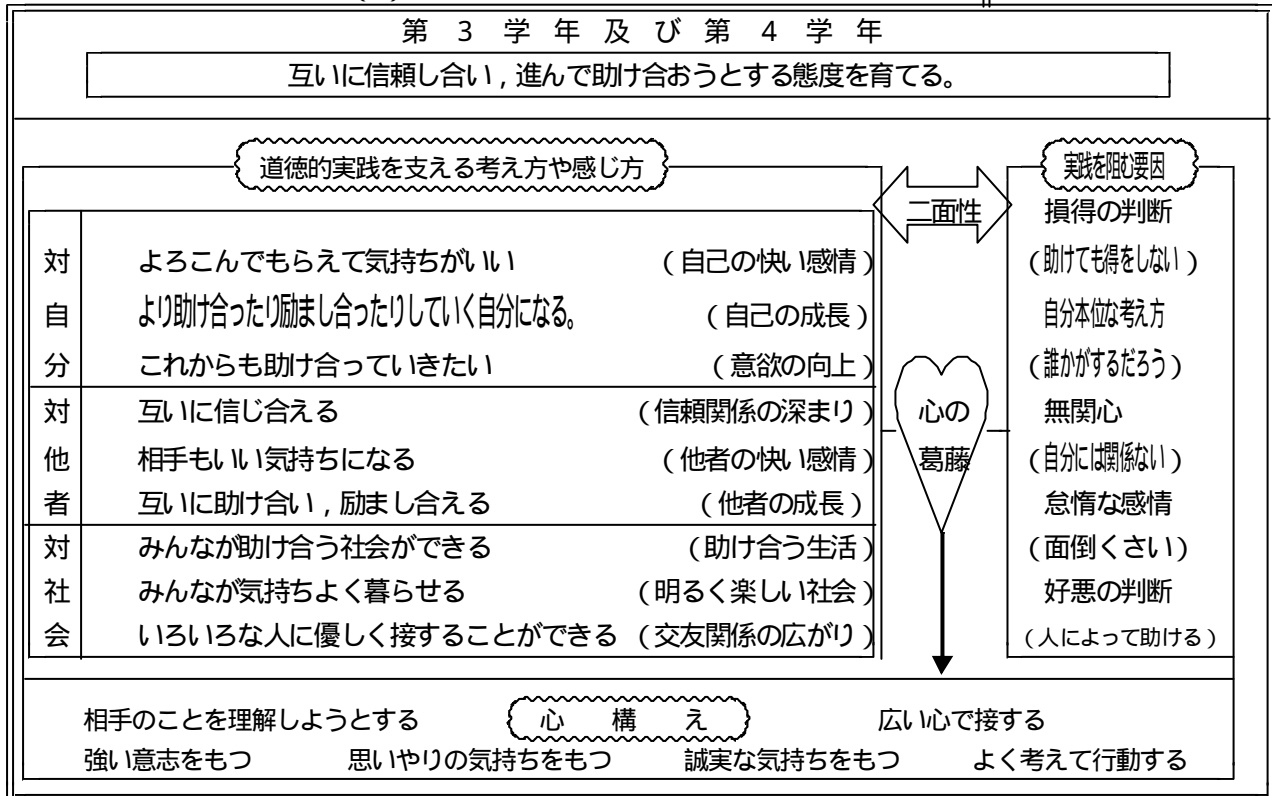 第 3 学 年 及 び 第 4 学 年
互いに信頼し合い,進んで助け合おうとする態度を育てる。
道徳的実践を支える考え方や感じ方
二面性
実践を阻む要因
対自分
よろこんでもらえて気持ちがいい (自己の快い感情)
より助け合ったり励まし合ったりしていく自分になる。 (自己の成長)
これからも助け合っていきたい (意欲の向上)
対他者
互いに信じ合える (信頼関係の深まり)
相手もいい気持ちになる (他者の快い感情)
互いに助け合い,励まし合える (他者の成長)
対社会
みんなが助け合う社会ができる (助け合う生活)
みんなが気持ちよく暮らせる (明るく楽しい社会)
いろいろな人に優しく接することができる (交友関係の広がり)
心の
葛藤
損得の判断
(助けても得をしない)
自分本位な考え方
(誰かがするだろう)
無関心
(自分には関係ない)
怠惰な感情
(面倒くさい)
好悪の判断
(人によって助ける)
相手のことを理解しようとする 心 構 え 広い心で接する
強い意志をもつ 思いやりの気持ちをもつ 誠実な気持ちをもつ よく考えて行動する